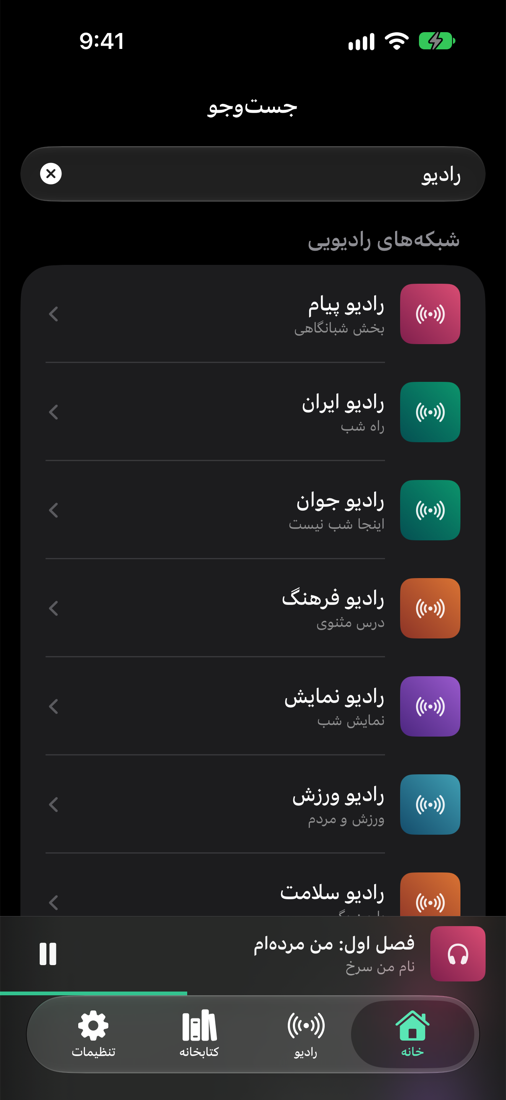 9:41
جست‌وجو
رادیو
شبکه‌های رادیویی
رادیو پیام
بخش شبانگاهی
رادیو ایران
راه شب
رادیو جوان
اینجا شب نیست
رادیو فرهنگ
درس مثنوی
رادیو نمایش
نمایش شب
رادیو ورزش
ورزش و مردم
رادیو سلامت
فصل اول: من مرده‌ام
نام من سرخ
خانه
رادیو
کتابخانه
تنظیمات